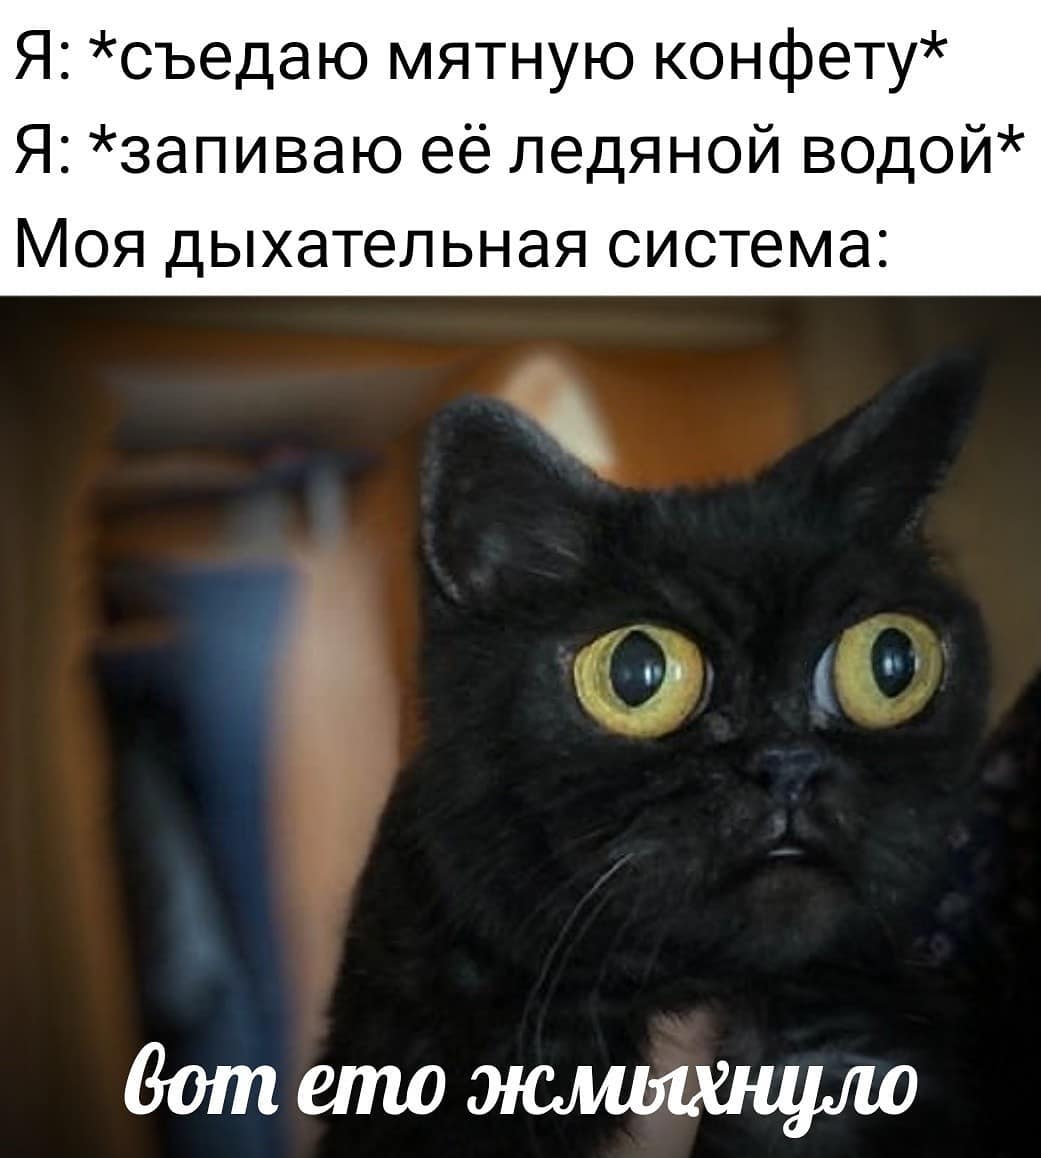 Я: *съедаю мятную конфету*
Я: *запиваю её ледяной водой*
Моя дыхательная система:
вот ето жмыхнуло